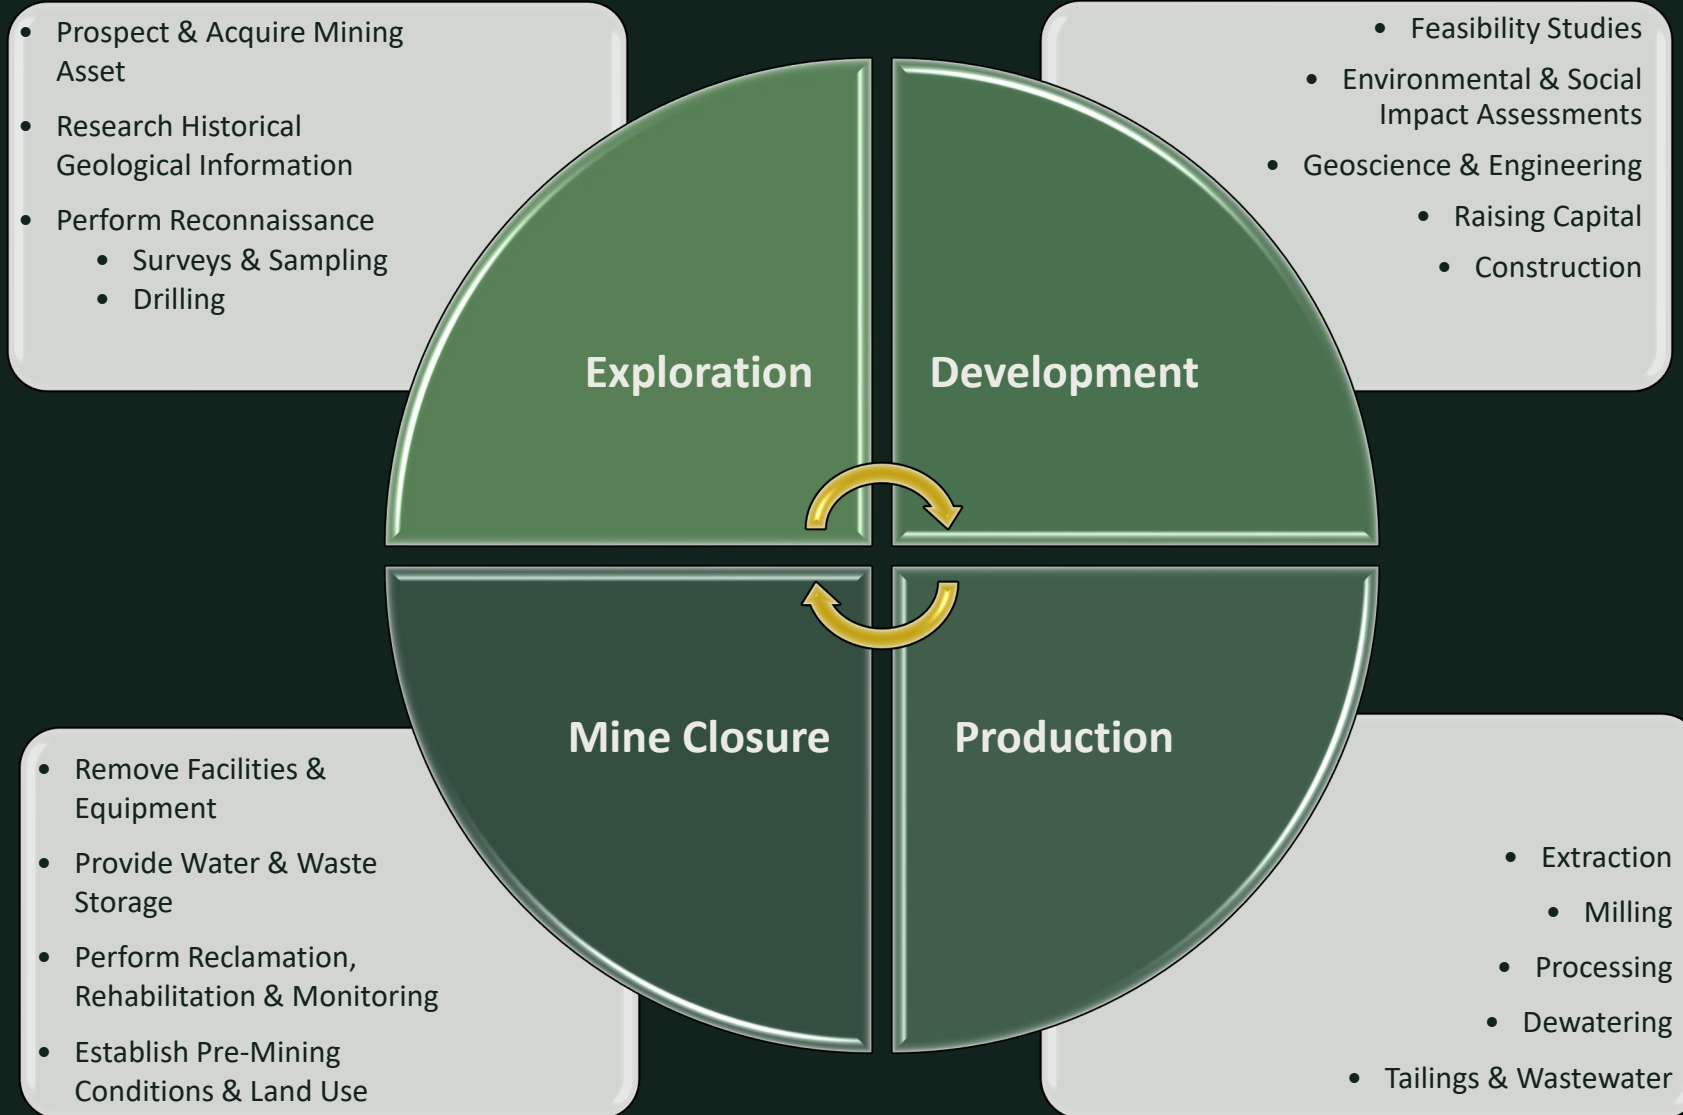 • Prospect & Acquire Mining
Asset
• Research Historical
Geological Information
• Perform Reconnaissance
• Surveys & Sampling
• Drilling
• Feasibility Studies
• Environmental & Social
Impact Assessments
• Geoscience & Engineering
• Raising Capital
• Construction
Exploration
Development
Mine Closure
Production
• Remove Facilities &
Equipment
• Provide Water & Waste
Storage
• Perform Reclamation,
Rehabilitation & Monitoring
• Establish Pre-Mining
Conditions & Land Use
• Extraction
• Milling
• Processing
• Dewatering
• Tailings & Wastewater